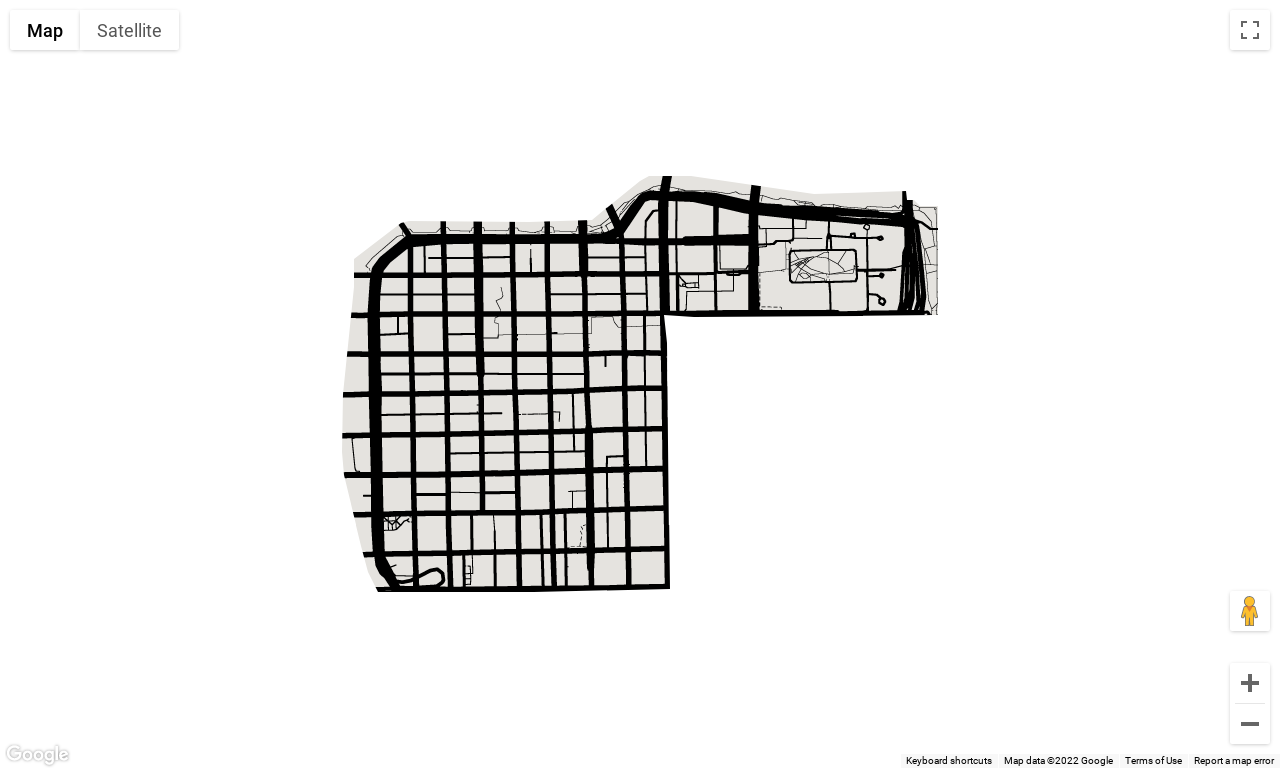 Map
Satellite
Google
Keyboard shortcuts
Map data ©2022 Google
Terms of Use
Report a map error